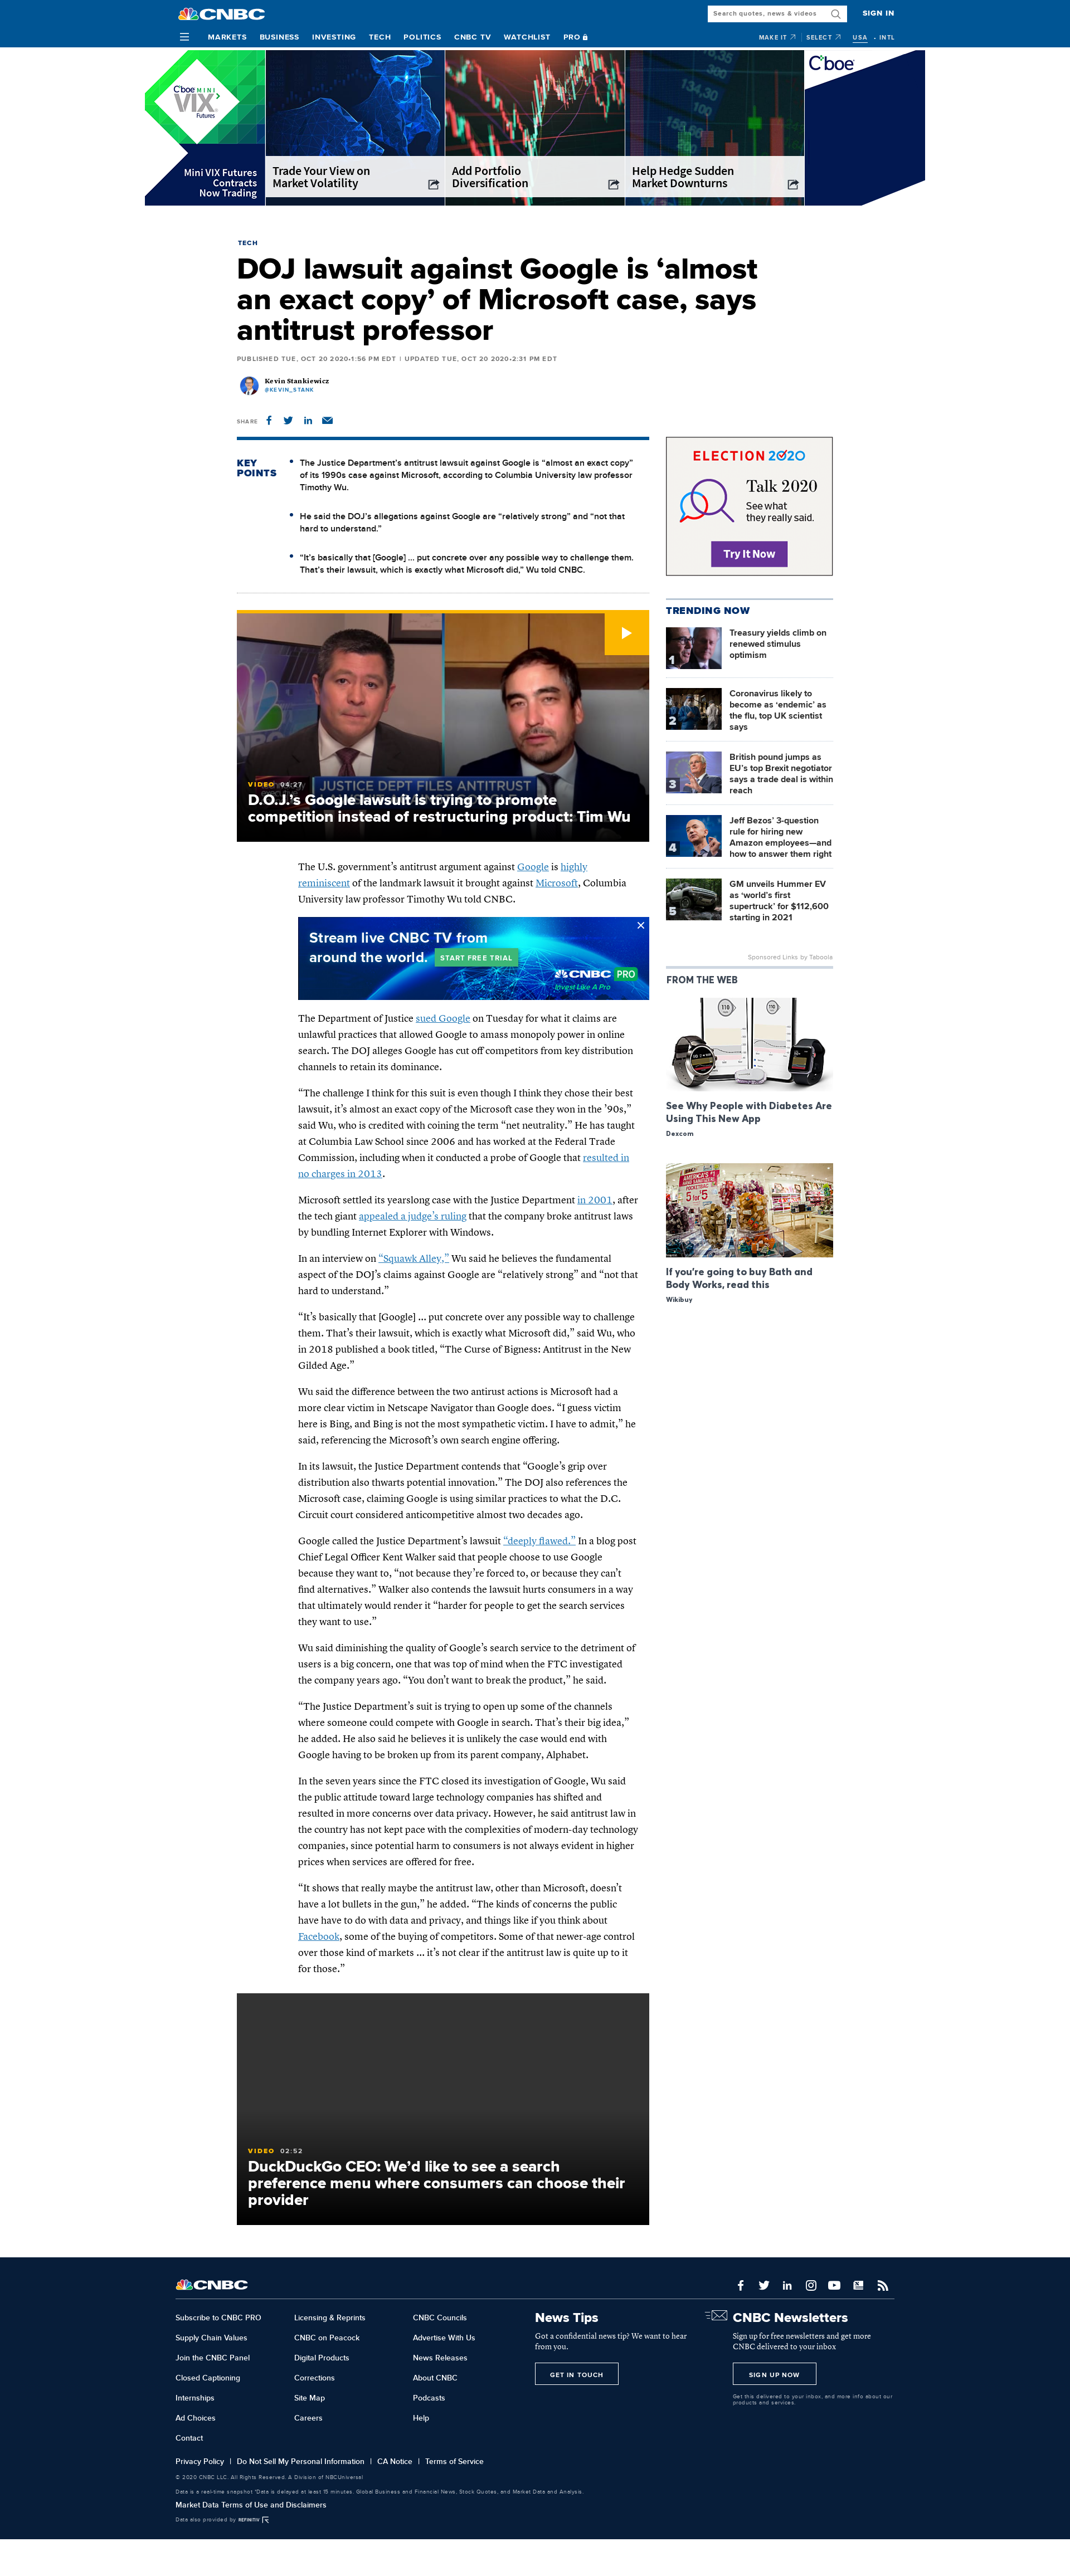 CNBC
Search quotes, news & videos
SIGN IN
MARKETS BUSINESS INVESTING TECH POLITICS CNBC TV WATCHLIST PRO
MAKE IT SELECT USA • INTL
Cboe MINI
VIX®
Futures
Mini VIX Futures
Contracts
Now Trading
Trade Your View on
Market Volatility
Add Portfolio
Diversification
Help Hedge Sudden
Market Downturns
Cboe
TECH
DOJ lawsuit against Google is ‘almost
an exact copy’ of Microsoft case, says
antitrust professor
PUBLISHED TUE, OCT 20 2020•1:56 PM EDT | UPDATED TUE, OCT 20 2020•2:31 PM EDT
Kevin Stankiewicz
@KEVIN_STANK
SHARE
KEY
POINTS
The Justice Department’s antitrust lawsuit against Google is “almost an exact copy”
of its 1990s case against Microsoft, according to Columbia University law professor
Timothy Wu.
He said the DOJ’s allegations against Google are “relatively strong” and “not that
hard to understand.”
“It’s basically that [Google] … put concrete over any possible way to challenge them.
That’s their lawsuit, which is exactly what Microsoft did,” Wu told CNBC.
JUSTICE DEPT FILES ANTITRUST
VIDEO 04:27
D.O.J.’s Google lawsuit is trying to promote
competition instead of restructuring product: Tim Wu
The U.S. government’s antitrust argument against Google is highly
reminiscent of the landmark lawsuit it brought against Microsoft, Columbia
University law professor Timothy Wu told CNBC.
Stream live CNBC TV from
around the world. START FREE TRIAL
CNBC PRO
Invest Like A Pro
The Department of Justice sued Google on Tuesday for what it claims are
unlawful practices that allowed Google to amass monopoly power in online
search. The DOJ alleges Google has cut off competitors from key distribution
channels to retain its dominance.
“The challenge I think for this suit is even though I think they chose their best
lawsuit, it’s almost an exact copy of the Microsoft case they won in the ’90s,”
said Wu, who is credited with coining the term “net neutrality.” He has taught
at Columbia Law School since 2006 and has worked at the Federal Trade
Commission, including when it conducted a probe of Google that resulted in
no charges in 2013.
Microsoft settled its yearslong case with the Justice Department in 2001, after
the tech giant appealed a judge’s ruling that the company broke antitrust laws
by bundling Internet Explorer with Windows.
In an interview on “Squawk Alley,” Wu said he believes the fundamental
aspect of the DOJ’s claims against Google are “relatively strong” and “not that
hard to understand.”
“It’s basically that [Google] … put concrete over any possible way to challenge
them. That’s their lawsuit, which is exactly what Microsoft did,” said Wu, who
in 2018 published a book titled, “The Curse of Bigness: Antitrust in the New
Gilded Age.”
Wu said the difference between the two antirust actions is Microsoft had a
more clear victim in Netscape Navigator than Google does. “I guess victim
here is Bing, and Bing is not the most sympathetic victim. I have to admit,” he
said, referencing the Microsoft’s own search engine offering.
In its lawsuit, the Justice Department contends that “Google’s grip over
distribution also thwarts potential innovation.” The DOJ also references the
Microsoft case, claiming Google is using similar practices to what the D.C.
Circuit court considered anticompetitive almost two decades ago.
Google called the Justice Department’s lawsuit “deeply flawed.” In a blog post
Chief Legal Officer Kent Walker said that people choose to use Google
because they want to, “not because they’re forced to, or because they can’t
find alternatives.” Walker also contends the lawsuit hurts consumers in a way
that ultimately would render it “harder for people to get the search services
they want to use.”
Wu said diminishing the quality of Google’s search service to the detriment of
users is a big concern, one that was top of mind when the FTC investigated
the company years ago. “You don’t want to break the product,” he said.
“The Justice Department’s suit is trying to open up some of the channels
where someone could compete with Google in search. That’s their big idea,”
he added. He also said he believes it is unlikely the case would end with
Google having to be broken up from its parent company, Alphabet.
In the seven years since the FTC closed its investigation of Google, Wu said
the public attitude toward large technology companies has shifted and
resulted in more concerns over data privacy. However, he said antitrust law in
the country has not kept pace with the complexities of modern-day technology
companies, since potential harm to consumers is not always evident in higher
prices when services are offered for free.
“It shows that really maybe the antitrust law, other than Microsoft, doesn’t
have a lot bullets in the gun,” he added. “The kinds of concerns the public
have have to do with data and privacy, and things like if you think about
Facebook, some of the buying of competitors. Some of that newer-age control
over those kind of markets … it’s not clear if the antitrust law is quite up to it
for those.”
VIDEO 02:52
DuckDuckGo CEO: We’d like to see a search
preference menu where consumers can choose their
provider
ELECTION 2020
Talk 2020
See what
they really said.
Try It Now
TRENDING NOW
1
Treasury yields climb on
renewed stimulus
optimism
2
Coronavirus likely to
become as ‘endemic’ as
the flu, top UK scientist
says
3
British pound jumps as
EU’s top Brexit negotiator
says a trade deal is within
reach
4
Jeff Bezos’ 3-question
rule for hiring new
Amazon employees—and
how to answer them right
5
GM unveils Hummer EV
as ‘world’s first
supertruck’ for $112,600
starting in 2021
Sponsored Links by Taboola
FROM THE WEB
110
110
See Why People with Diabetes Are
Using This New App
Dexcom
5 for $5
If you’re going to buy Bath and
Body Works, read this
Wikibuy
CNBC
Subscribe to CNBC PRO
Supply Chain Values
Join the CNBC Panel
Closed Captioning
Internships
Ad Choices
Contact
Licensing & Reprints
CNBC on Peacock
Digital Products
Corrections
Site Map
Careers
CNBC Councils
Advertise With Us
News Releases
About CNBC
Podcasts
Help
News Tips
Got a confidential news tip? We want to hear
from you.
GET IN TOUCH
CNBC Newsletters
Sign up for free newsletters and get more
CNBC delivered to your inbox
SIGN UP NOW
Get this delivered to your inbox, and more info about our
products and services.
Privacy Policy | Do Not Sell My Personal Information | CA Notice | Terms of Service
© 2020 CNBC LLC. All Rights Reserved. A Division of NBCUniversal
Data is a real-time snapshot *Data is delayed at least 15 minutes. Global Business and Financial News, Stock Quotes, and Market Data and Analysis.
Market Data Terms of Use and Disclaimers
Data also provided by REFINITIV